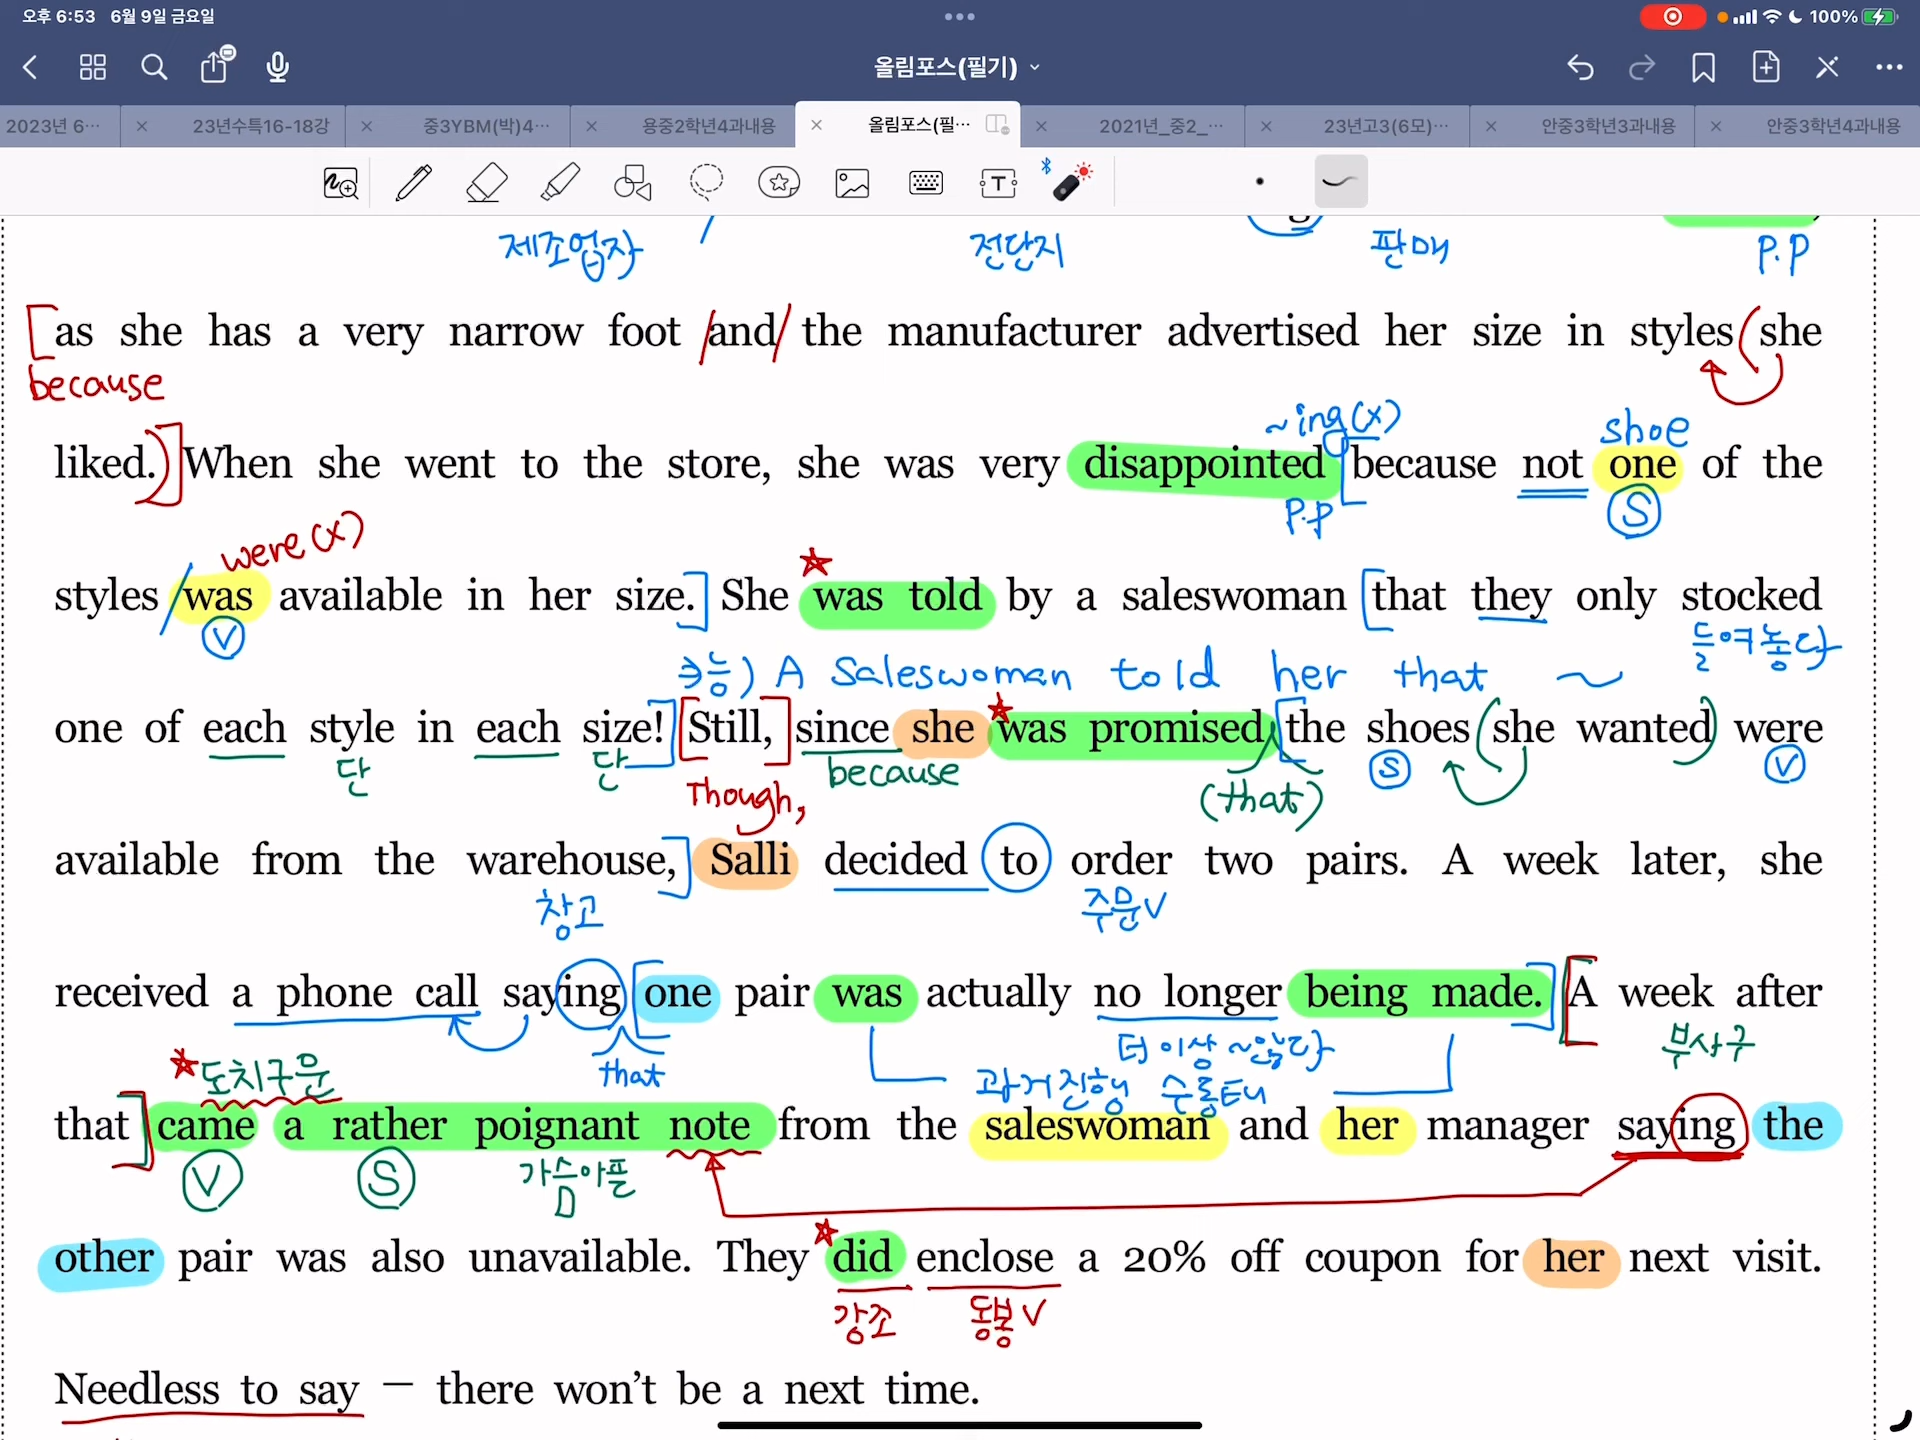 오후 6:53 6월 9일 금요일
100%
올림포스(필기)
2023년 6… 23년수특16-18강 중3YBM(박)4… 용중2학년4과내용 올림포스(필… 2021년_중2_… 23년고3(6모)… 안중3학년3과내용 안중3학년4과내용
제조업자 전단지 판매 P.P
as she has a very narrow foot and the manufacturer advertised her size in styles she
because
~ing(x) shoe
liked. When she went to the store, she was very disappointed because not one of the
were(x) P.P S
styles was available in her size. She was told by a saleswoman that they only stocked
V 들여놓다
3능) A saleswoman told her that ~
one of each style in each size! Still, since she was promised the shoes she wanted were
단 단 Though, because (that) S V
available from the warehouse, Salli decided to order two pairs. A week later, she
창고 주문V
received a phone call saying one pair was actually no longer being made. A week after
that 더 이상 ~않다 부사구
도치구문 과거진행 수동태
that came a rather poignant note from the saleswoman and her manager saying the
V S 가슴아픈
other pair was also unavailable. They did enclose a 20% off coupon for her next visit.
강조 동봉V
Needless to say — there won't be a next time.